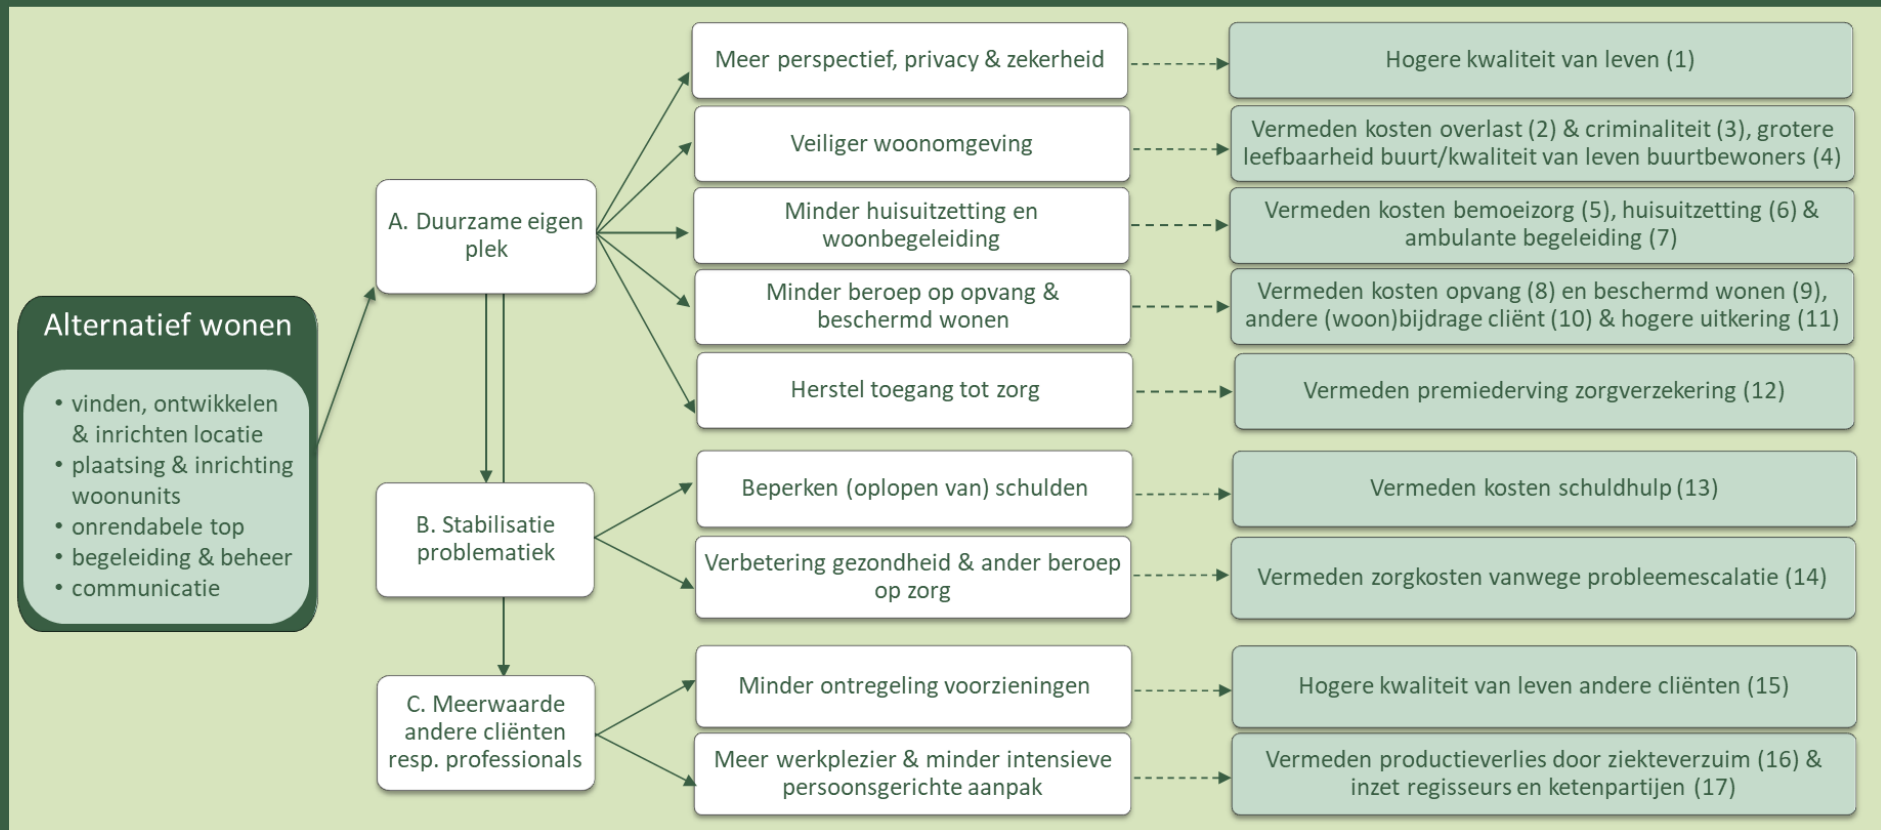 Alternatief wonen
• vinden, ontwikkelen
& inrichten locatie
• plaatsing & inrichting
woonunits
• onrendabele top
• begeleiding & beheer
• communicatie
A. Duurzame eigen
plek
Meer perspectief, privacy & zekerheid
Hogere kwaliteit van leven (1)
Veiliger woonomgeving
Vermeden kosten overlast (2) & criminaliteit (3), grotere
leefbaarheid buurt/kwaliteit van leven buurtbewoners (4)
Minder huisuitzetting en
woonbegeleiding
Vermeden kosten bemoeizorg (5), huisuitzetting (6) &
ambulante begeleiding (7)
Minder beroep op opvang &
beschermd wonen
Vermeden kosten opvang (8) en beschermd wonen (9),
andere (woon)bijdrage cliënt (10) & hogere uitkering (11)
Herstel toegang tot zorg
Vermeden premiederving zorgverzekering (12)
B. Stabilisatie
problematiek
Beperken (oplopen van) schulden
Vermeden kosten schuldhulp (13)
Verbetering gezondheid & ander beroep
op zorg
Vermeden zorgkosten vanwege probleemescalatie (14)
C. Meerwaarde
andere cliënten
resp. professionals
Minder ontregeling voorzieningen
Hogere kwaliteit van leven andere cliënten (15)
Meer werkplezier & minder intensieve
persoonsgerichte aanpak
Vermeden productieverlies door ziekteverzuim (16) &
inzet regisseurs en ketenpartijen (17)